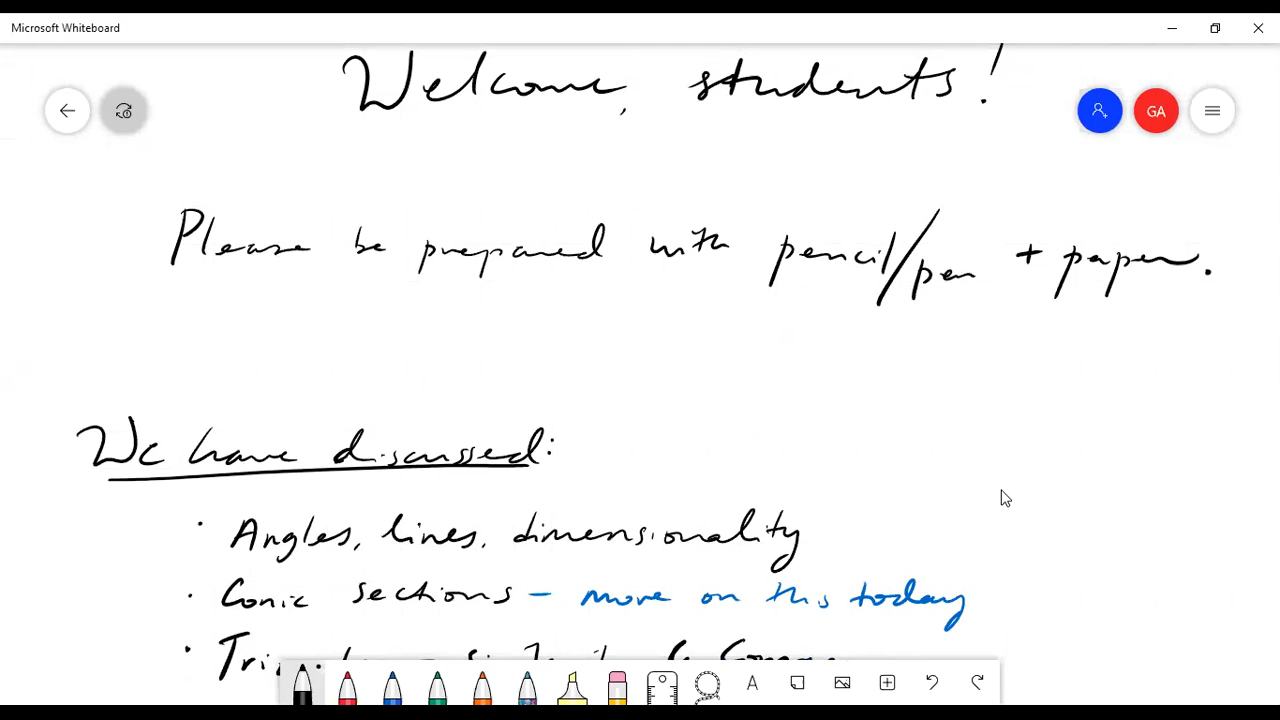 Microsoft Whiteboard
Welcome, students!
GA
Please be prepared with pencil/pen + paper.
We have discussed:
· Angles, lines, dimensionality
· Conic sections – more on this today
A